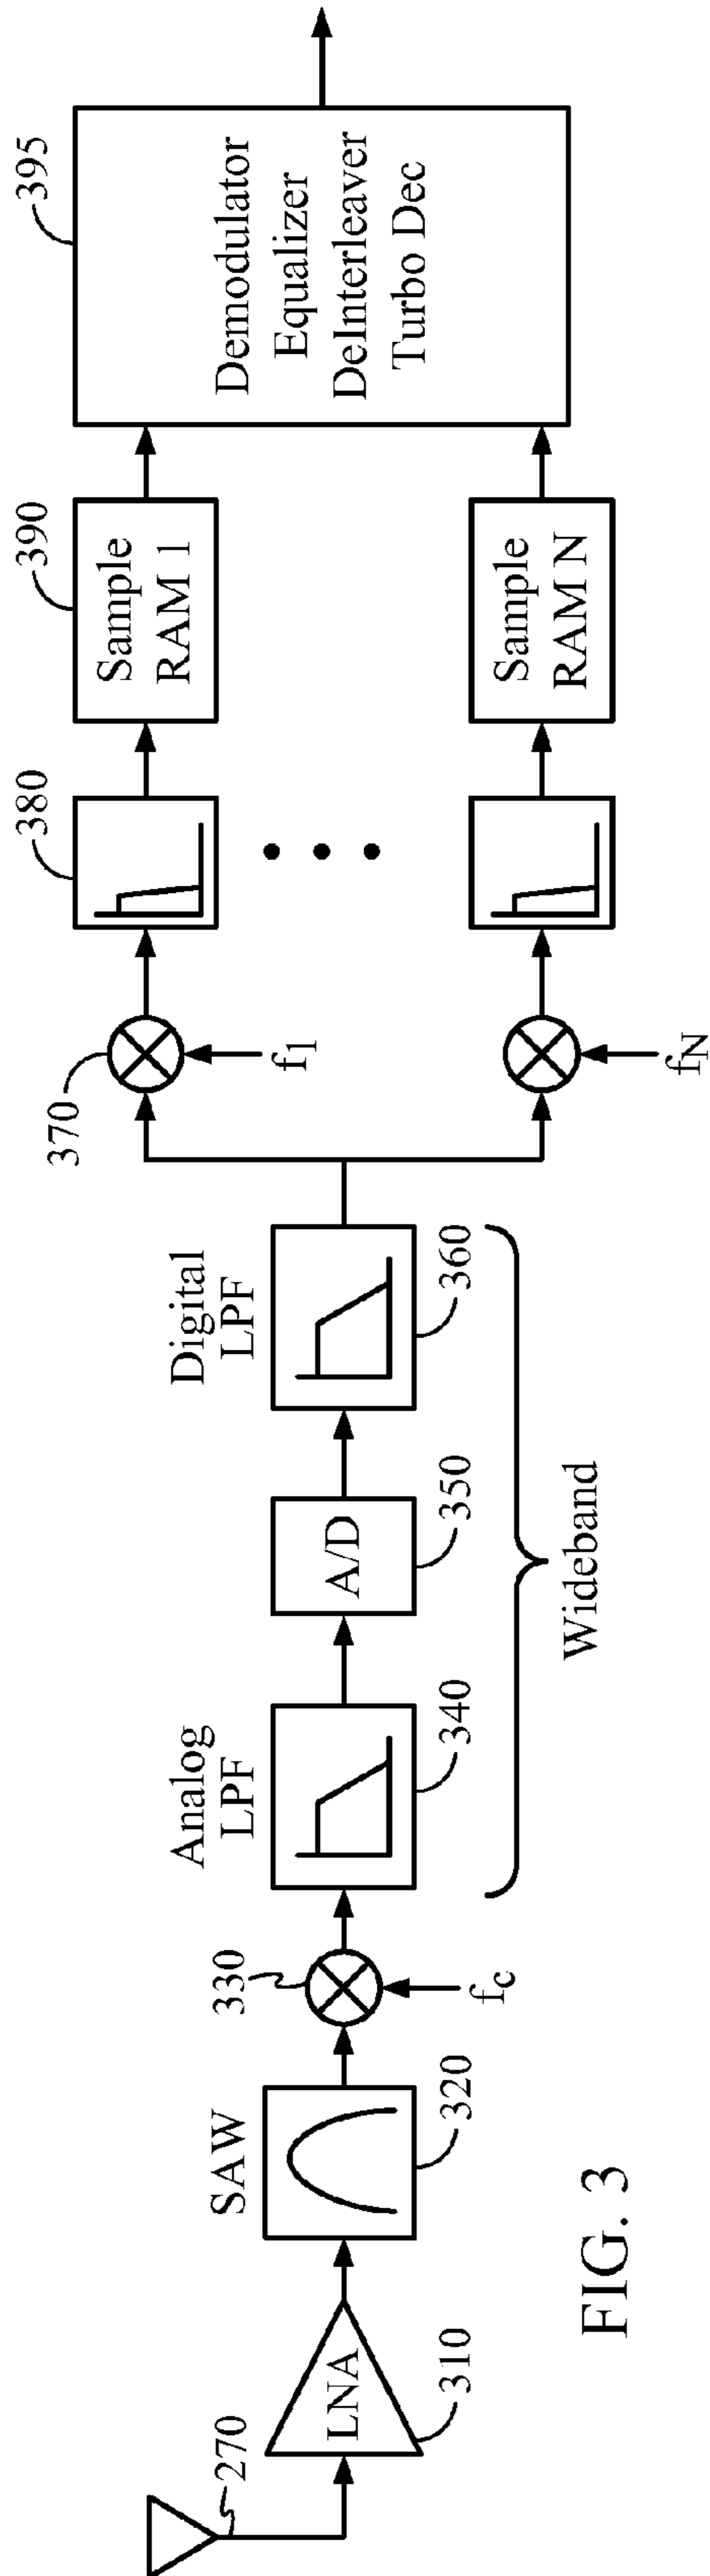 270
LNA
310
SAW
320
330
fc
Analog
LPF
340
A/D
350
Digital
LPF
360
Wideband
370
f1
fN
380
390
Sample
RAM 1
Sample
RAM N
395
Demodulator
Equalizer
DeInterleaver
Turbo Dec
FIG. 3